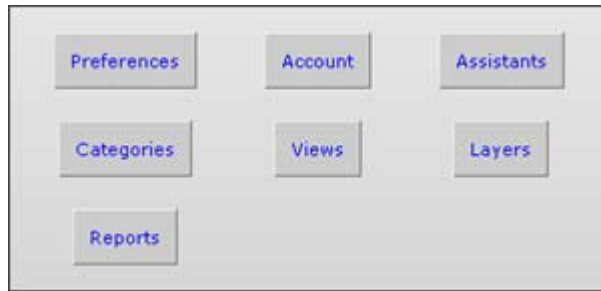 Preferences
Account
Assistants
Categories
Views
Layers
Reports